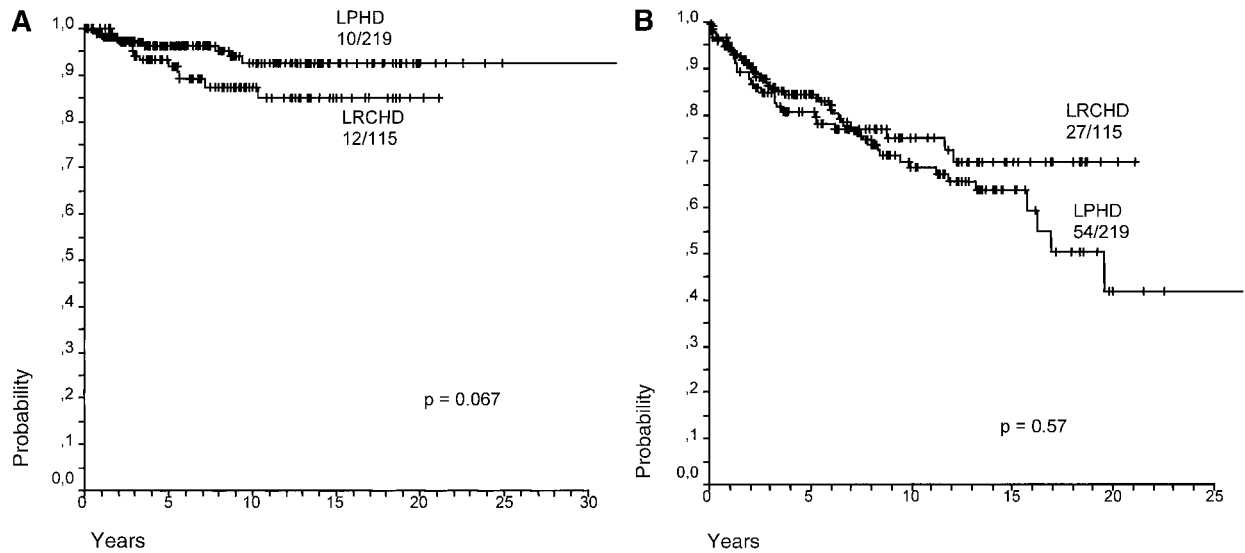 A
LPHD
10/219
LRCHD
12/115
p = 0.067
Probability
1,0
,9
,8
,7
,6
,5
,4
,3
,2
,1
0,0
0 5 10 15 20 25 30
Years
B
LRCHD
27/115
LPHD
54/219
p = 0.57
Probability
1,0
,9
,8
,7
,6
,5
,4
,3
,2
,1
0,0
0 5 10 15 20 25
Years